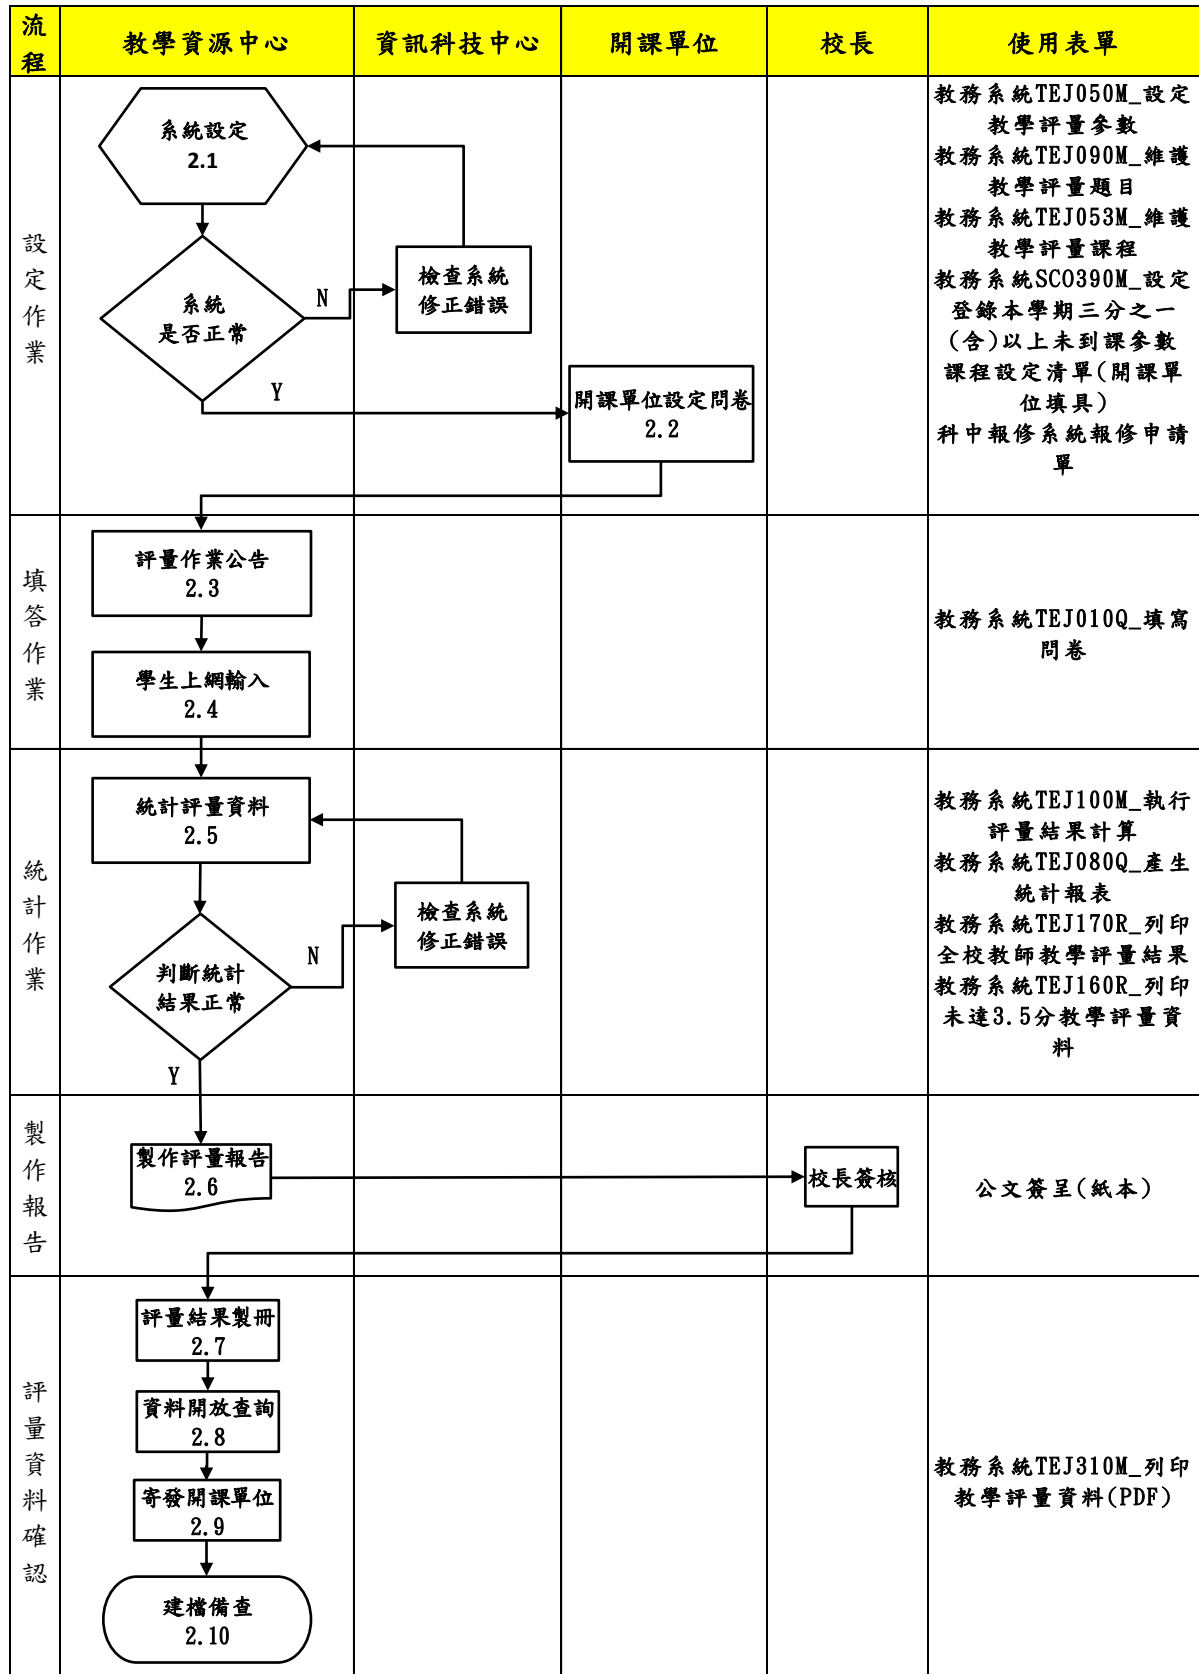 流程
教學資源中心
資訊科技中心
開課單位
校長
使用表單
設定作業
系統設定
2.1
系統
是否正常
N
Y
檢查系統
修正錯誤
開課單位設定問卷
2.2
教務系統TEJ050M_設定
教學評量參數
教務系統TEJ090M_維護
教學評量題目
教務系統TEJ053M_維護
教學評量課程
教務系統SCO390M_設定
登錄本學期三分之一
(含)以上未到課參數
課程設定清單(開課單
位填具)
科中報修系統報修申請
單
填答作業
評量作業公告
2.3
學生上網輸入
2.4
教務系統TEJ010Q_填寫
問卷
統計作業
統計評量資料
2.5
判斷統計
結果正常
N
Y
檢查系統
修正錯誤
教務系統TEJ100M_執行
評量結果計算
教務系統TEJ080Q_產生
統計報表
教務系統TEJ170R_列印
全校教師教學評量結果
教務系統TEJ160R_列印
未達3.5分教學評量資
料
製作報告
製作評量報告
2.6
校長簽核
公文簽呈(紙本)
評量資料確認
評量結果製冊
2.7
資料開放查詢
2.8
寄發開課單位
2.9
建檔備查
2.10
教務系統TEJ310M_列印
教學評量資料(PDF)